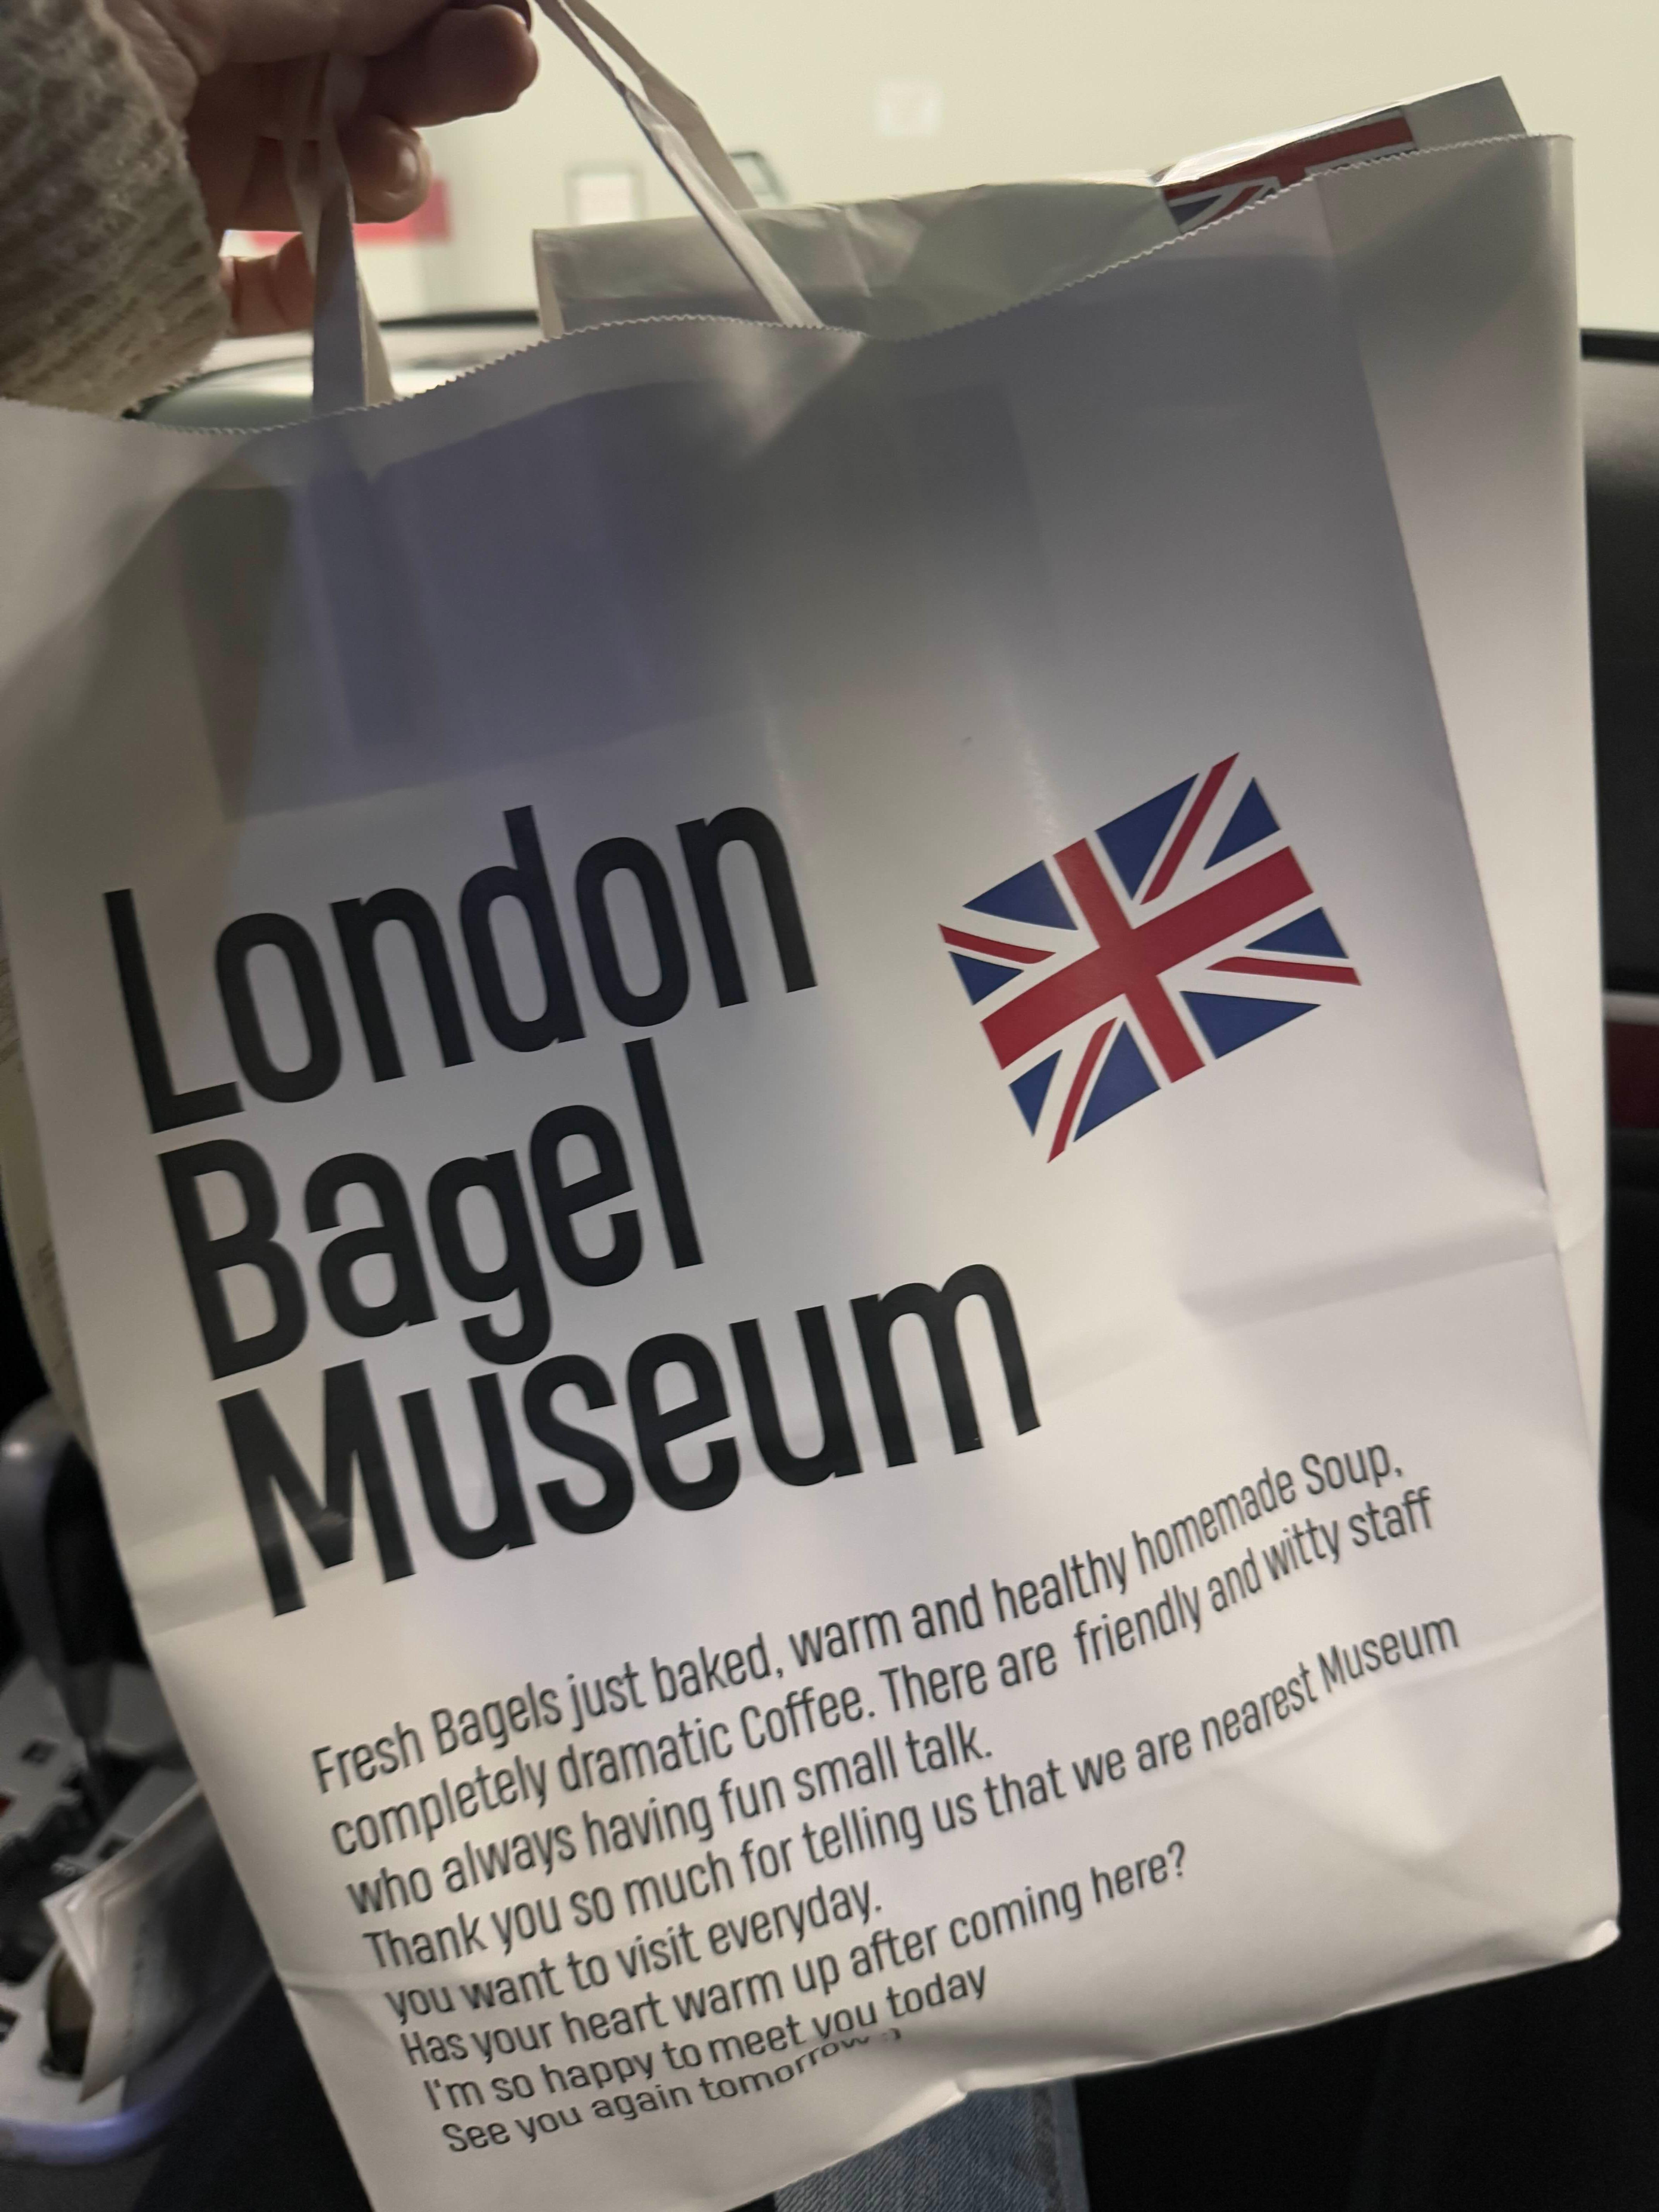 London
Bagel
Museum
Fresh Bagels just baked, warm and healthy homemade Soup,
completely dramatic Coffee. There are friendly and witty staff
who always having fun small talk.
Thank you so much for telling us that we are nearest Museum
you want to visit everyday.
Has your heart warm up after coming here?
I'm so happy to meet you today
See you again tomorrow :)